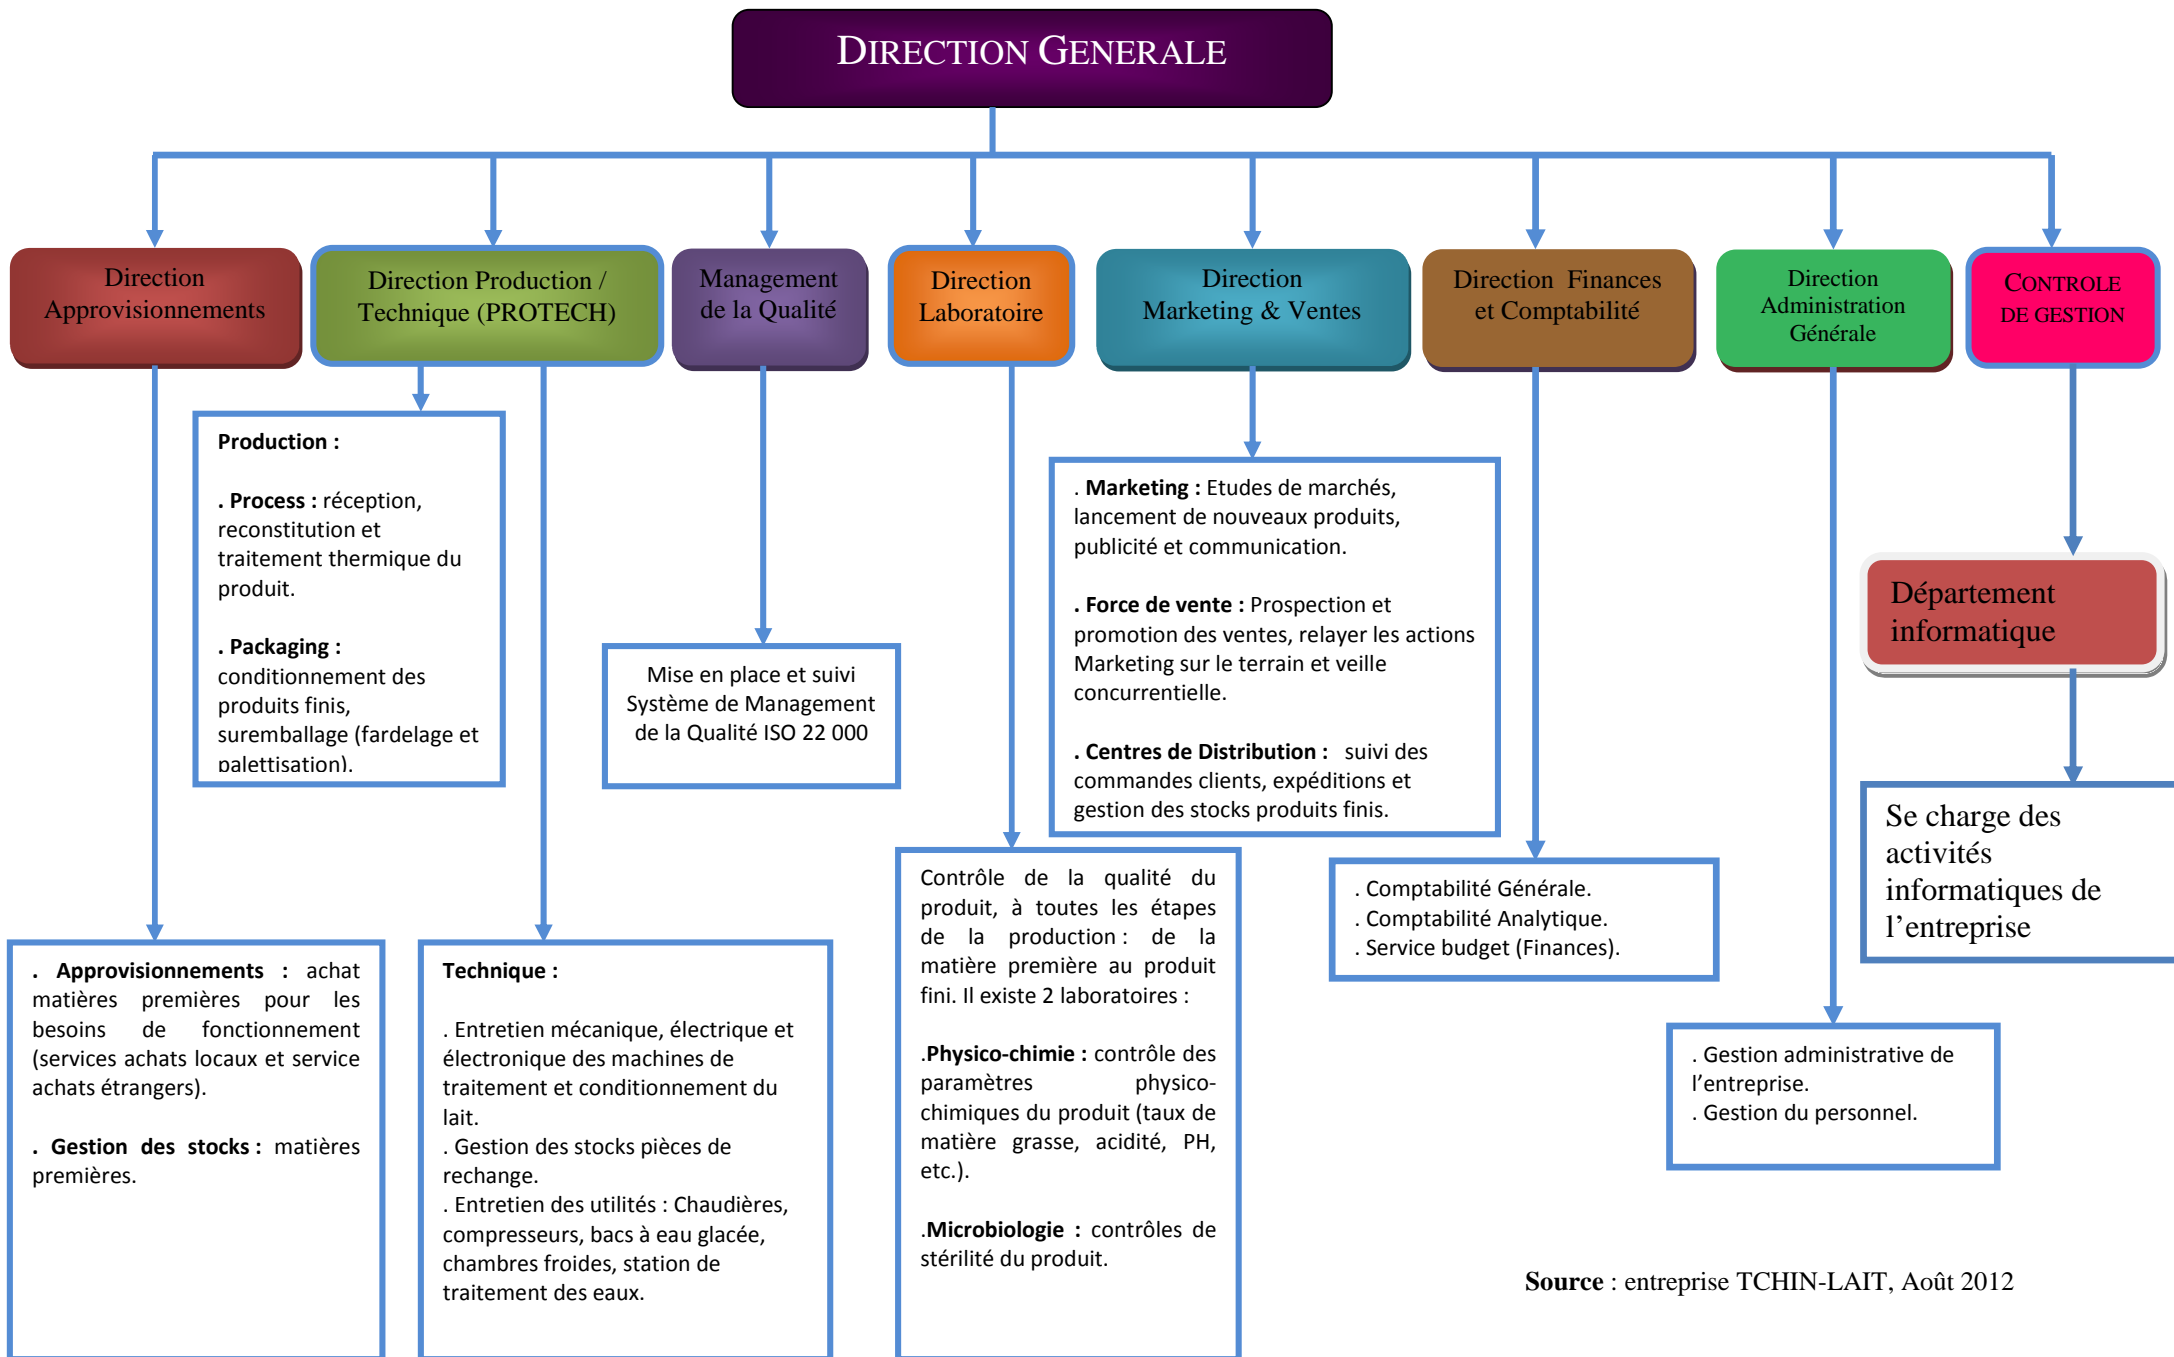 DIRECTION GENERALE
Direction
Approvisionnements
Direction Production /
Technique (PROTECH)
Management
de la Qualité
Direction
Laboratoire
Direction
Marketing & Ventes
Direction Finances
et Comptabilité
Direction
Administration
Générale
CONTROLE
DE GESTION
Production :
. Process : réception,
reconstitution et
traitement thermique du
produit.
. Packaging :
conditionnement des
produits finis,
suremballage (fardelage et
palettisation).
Mise en place et suivi
Système de Management
de la Qualité ISO 22 000
. Marketing : Etudes de marchés,
lancement de nouveaux produits,
publicité et communication.
. Force de vente : Prospection et
promotion des ventes, relayer les actions
Marketing sur le terrain et veille
concurrentielle.
. Centres de Distribution : suivi des
commandes clients, expéditions et
gestion des stocks produits finis.
Département
informatique
Se charge des
activités
informatiques de
l’entreprise
. Approvisionnements : achat
matières premières pour les
besoins de fonctionnement
(services achats locaux et service
achats étrangers).
. Gestion des stocks : matières
premières.
Technique :
. Entretien mécanique, électrique et
électronique des machines de
traitement et conditionnement du
lait.
. Gestion des stocks pièces de
rechange.
. Entretien des utilités : Chaudières,
compresseurs, bacs à eau glacée,
chambres froides, station de
traitement des eaux.
Contrôle de la qualité du
produit, à toutes les étapes
de la production : de la
matière première au produit
fini. Il existe 2 laboratoires :
.Physico-chimie : contrôle des
paramètres physico-
chimiques du produit (taux de
matière grasse, acidité, PH,
etc.).
.Microbiologie : contrôles de
stérilité du produit.
. Comptabilité Générale.
. Comptabilité Analytique.
. Service budget (Finances).
. Gestion administrative de
l’entreprise.
. Gestion du personnel.
Source : entreprise TCHIN-LAIT, Août 2012